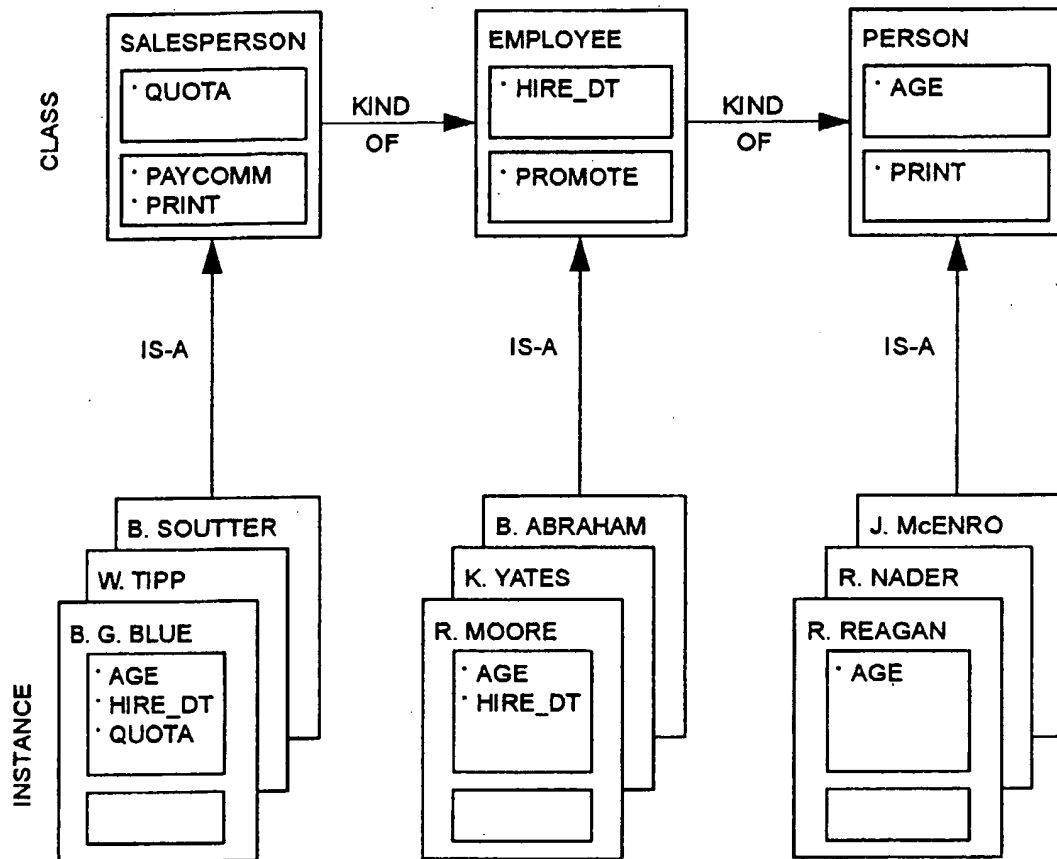 CLASS
SALESPERSON
· QUOTA
· PAYCOMM
· PRINT
KIND
OF
EMPLOYEE
· HIRE_DT
· PROMOTE
KIND
OF
PERSON
· AGE
· PRINT
IS-A
IS-A
IS-A
INSTANCE
B. SOUTTER
W. TIPP
B. G. BLUE
· AGE
· HIRE_DT
· QUOTA
B. ABRAHAM
K. YATES
R. MOORE
· AGE
· HIRE_DT
J. McENRO
R. NADER
R. REAGAN
· AGE